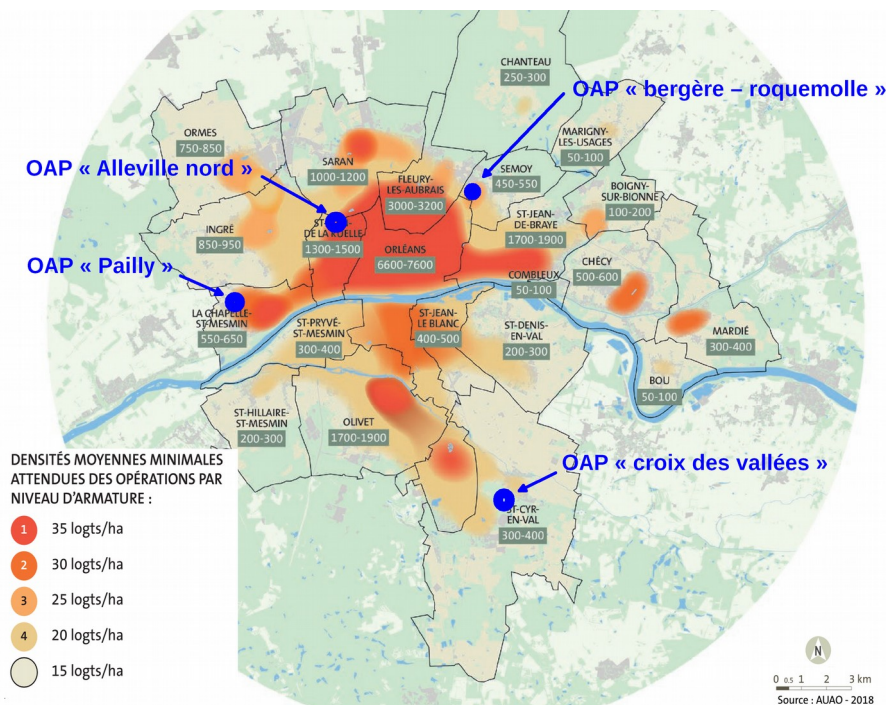 CHANTEAU
250-300
OAP « bergère – roquemolle »
ORMES
750-850
MARIGNY-
LES-USAGES
50-100
SARAN
1000-1200
OAP « Alleville nord »
FLEURY-
LES-AUBRAIS
3000-3200
SEMOY
450-550
BOIGNY-
SUR-BIONNE
100-200
INGRÉ
850-950
DE LA RUELLE
1300-1500
ORLÉANS
6600-7600
ST-JEAN-
DE-BRAYE
1700-1900
CHÉCY
500-600
OAP « Pailly »
COMBLEUX
50-100
LA CHAPELLE-
ST-MESMIN
550-650
ST-PRYVÉ-
ST-MESMIN
300-400
ST-JEAN-
LE BLANC
400-500
ST-DENIS-
EN-VAL
200-300
MARDIÉ
300-400
BOU
50-100
ST-HILLAIRE-
ST-MESMIN
200-300
OLIVET
1700-1900
OAP « croix des vallées »
ST-CYR-
EN-VAL
300-400
DENSITÉS MOYENNES MINIMALES
ATTENDUES DES OPÉRATIONS PAR
NIVEAU D'ARMATURE :
1 35 logts/ha
2 30 logts/ha
3 25 logts/ha
4 20 logts/ha
15 logts/ha
N
0 0.5 1 2 3 km
Source : AUAO - 2018